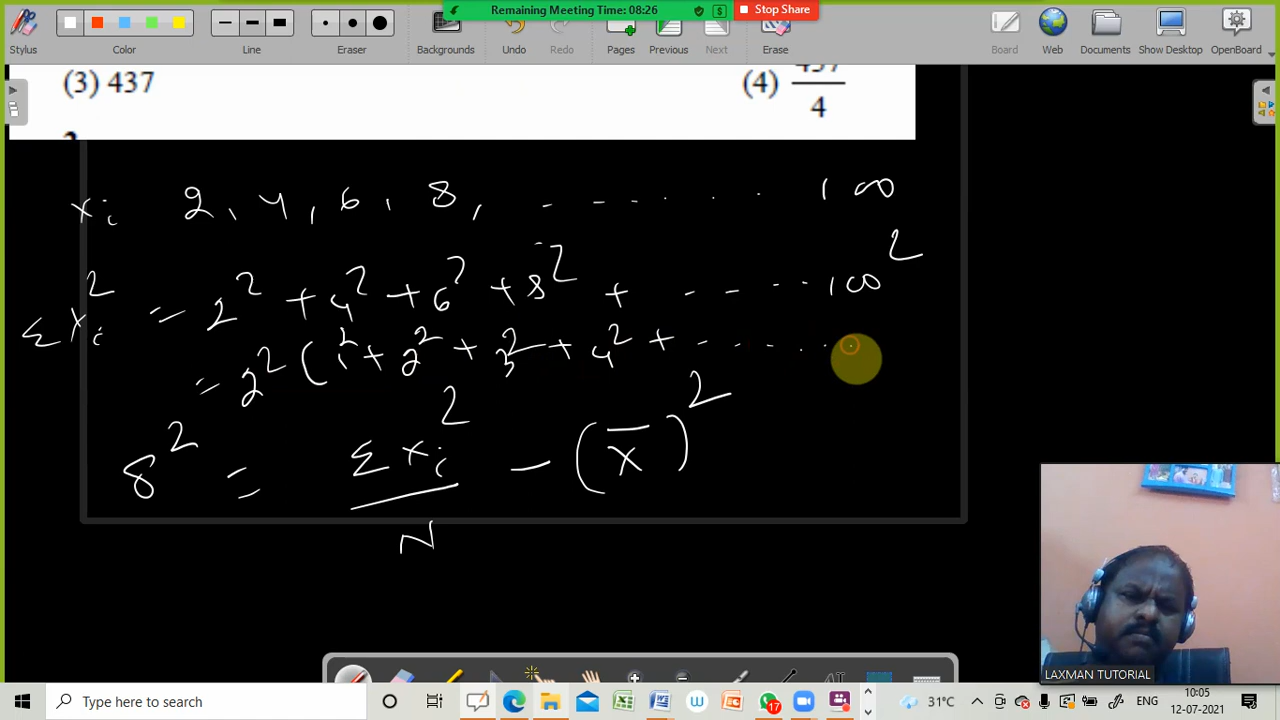 Remaining Meeting Time: 08:26 Stop Share
Stylus Color Line Eraser Backgrounds Undo Redo Pages Previous Next Erase Board Web Documents Show Desktop OpenBoard
(3) 437 (4) 437/4
xi 2, 4, 6, 8, - - - - - - - 100
Σxi² = 2² + 4² + 6² + 8² + - - - - - 100²
= 2² (1² + 2² + 3² + 4² + - - - - -
8² = Σxi²/N - (x̄)²
LAXMAN TUTORIAL
Type here to search 17 31°C ENG 10:05
12-07-2021